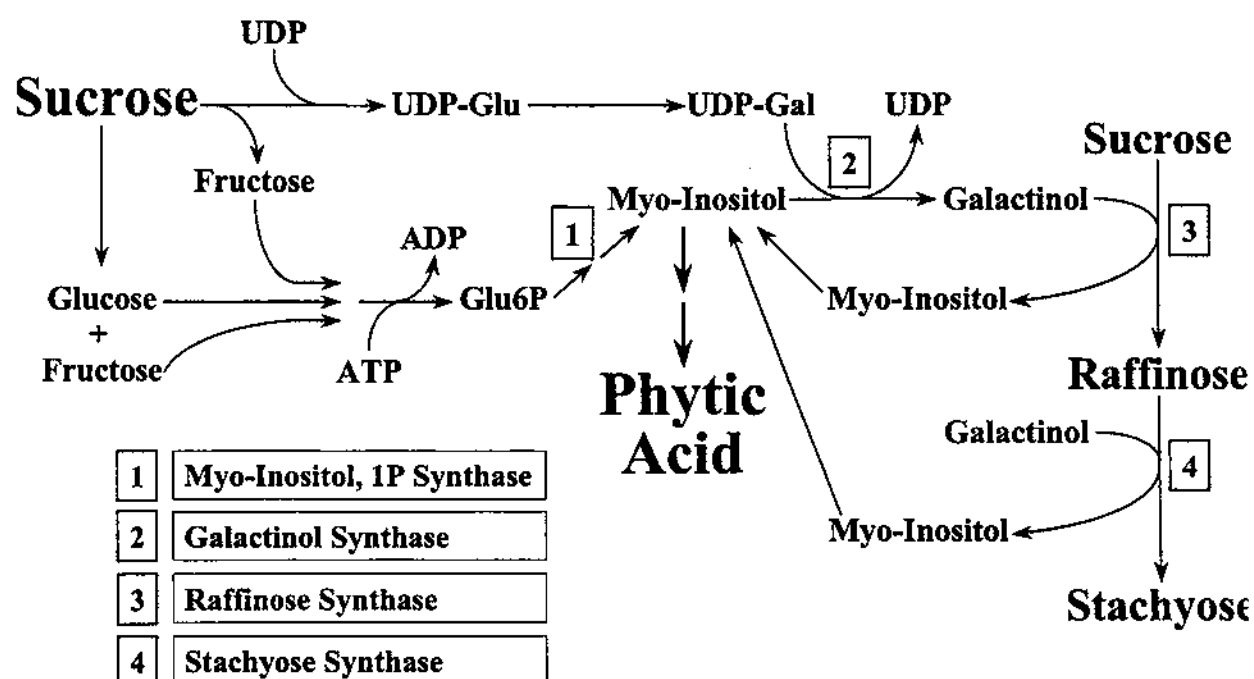 UDP
Sucrose
UDP-Glu
UDP-Gal
UDP
Sucrose
Fructose
2
Myo-Inositol
Galactinol
1
3
ADP
Glucose
Glu6P
Myo-Inositol
+
Fructose
ATP
Phytic
Acid
Raffinose
Galactinol
4
Myo-Inositol
Stachyose
1 Myo-Inositol, 1P Synthase
2 Galactinol Synthase
3 Raffinose Synthase
4 Stachyose Synthase